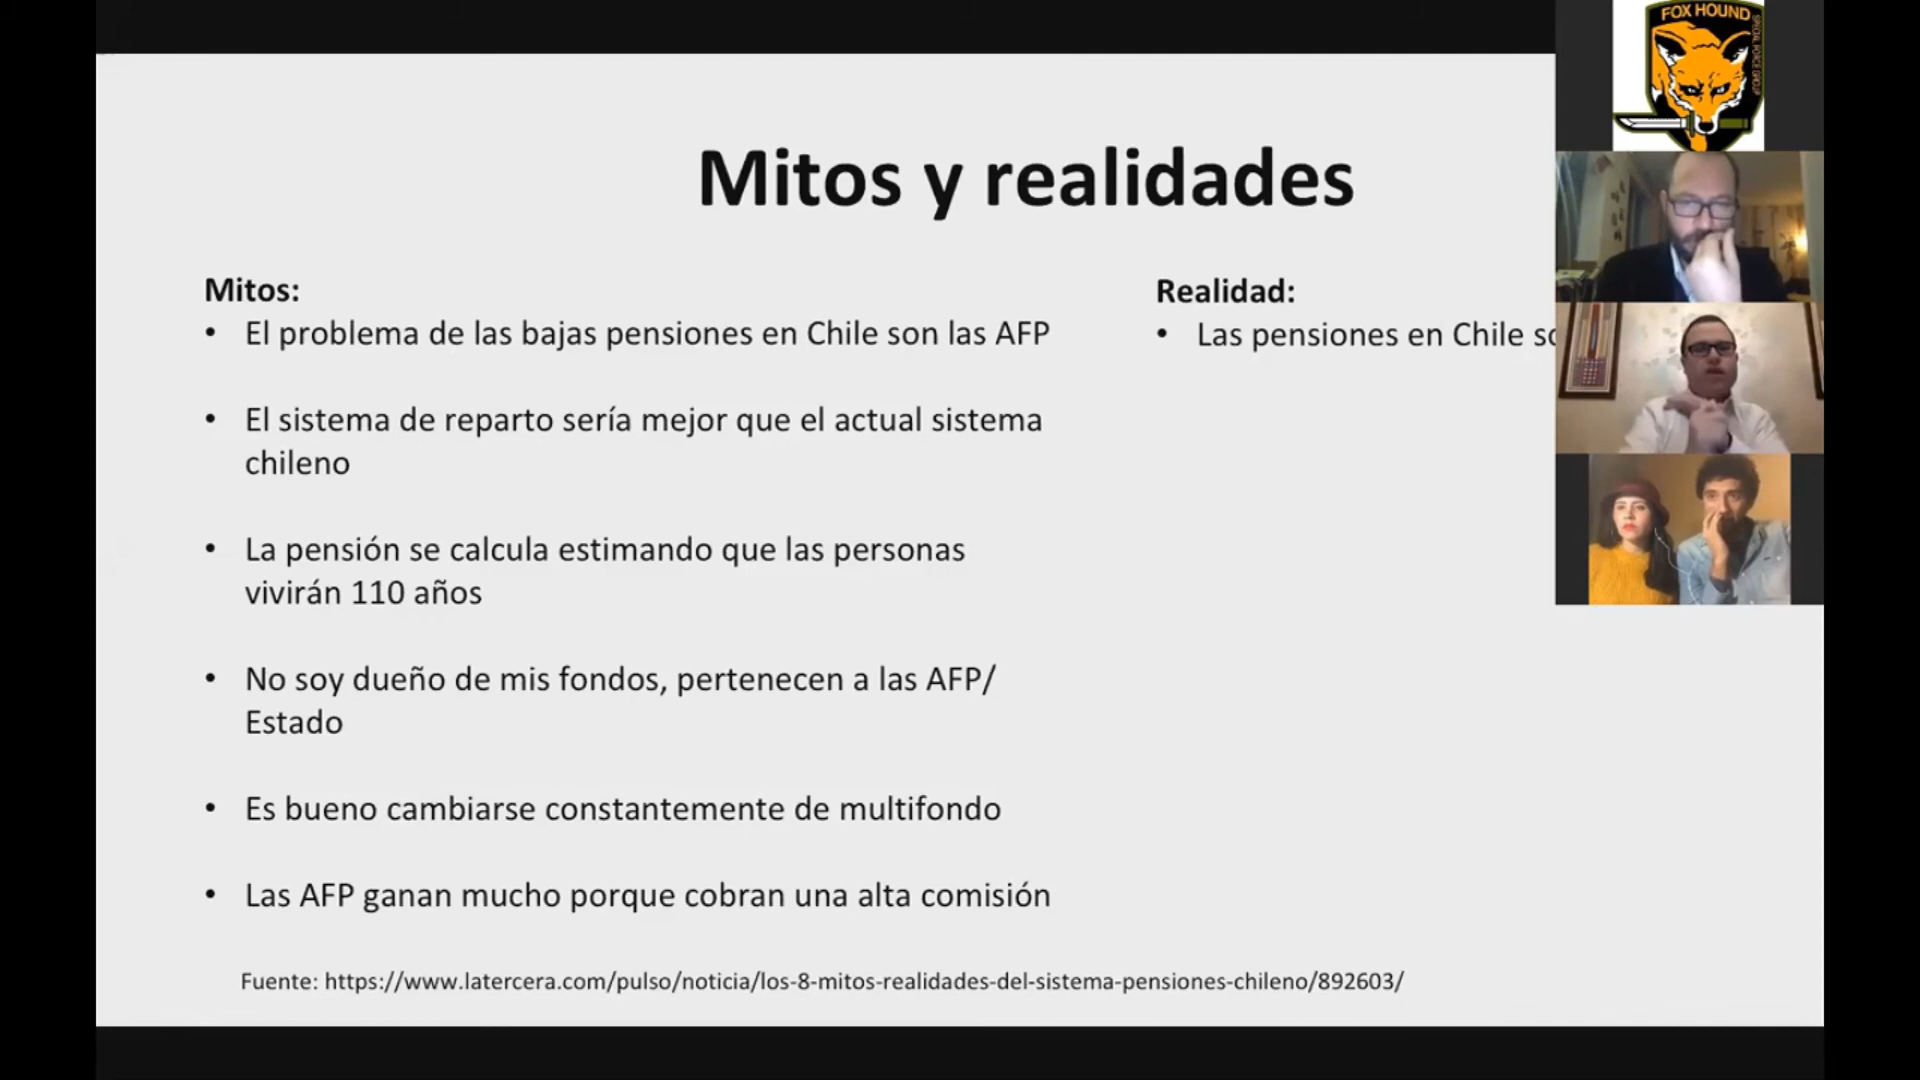 Mitos y realidades
Mitos:
• El problema de las bajas pensiones en Chile son las AFP
• El sistema de reparto sería mejor que el actual sistema
chileno
• La pensión se calcula estimando que las personas
vivirán 110 años
• No soy dueño de mis fondos, pertenecen a las AFP/
Estado
• Es bueno cambiarse constantemente de multifondo
• Las AFP ganan mucho porque cobran una alta comisión
Realidad:
• Las pensiones en Chile
Fuente: https://www.latercera.com/pulso/noticia/los-8-mitos-realidades-del-sistema-pensiones-chileno/892603/
FOX HOUND
SPECIAL FORCE GROUP